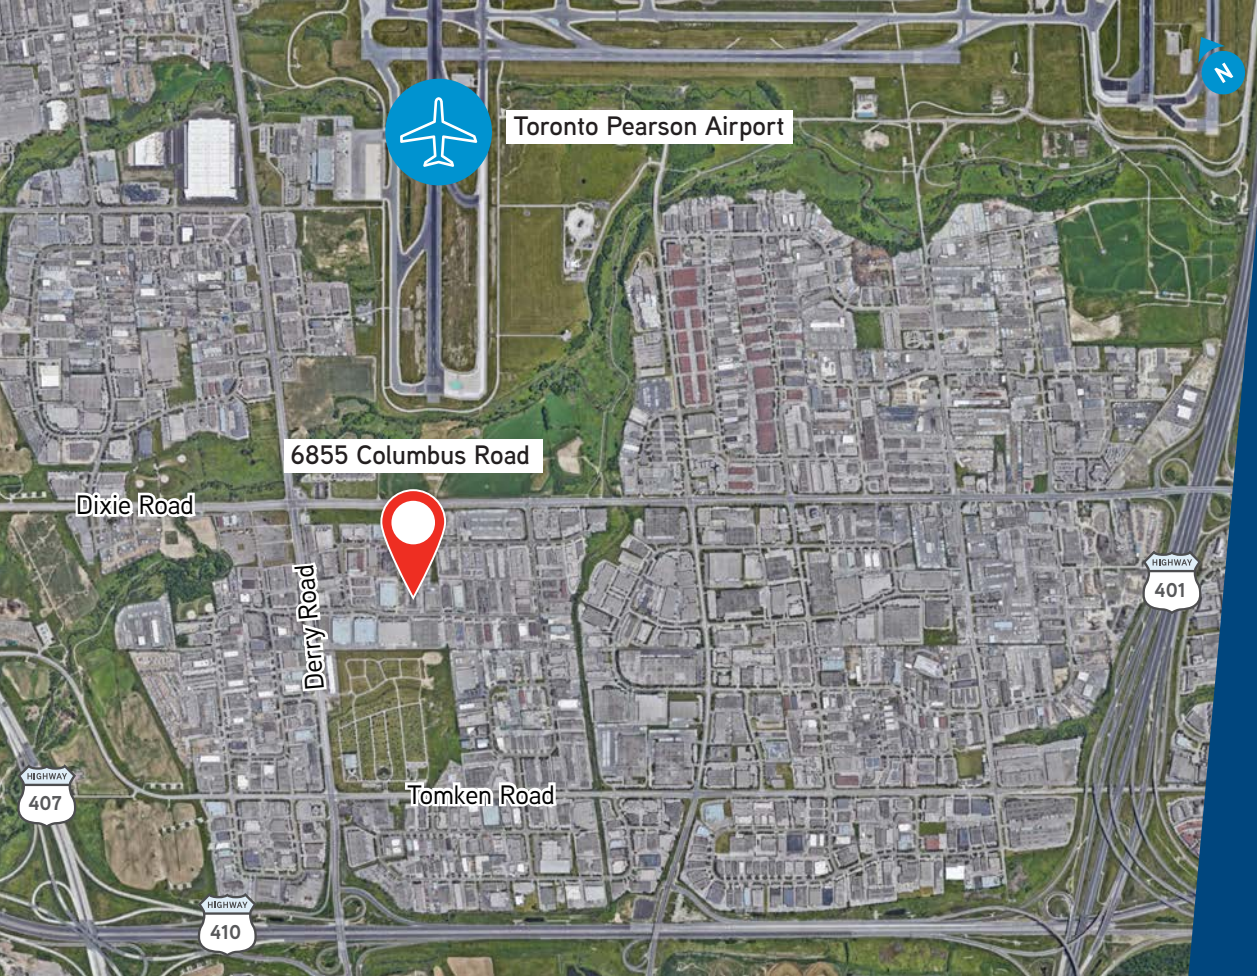 N
Toronto Pearson Airport
6855 Columbus Road
Dixie Road
Derry Road
HIGHWAY
401
HIGHWAY
407
Tomken Road
HIGHWAY
410